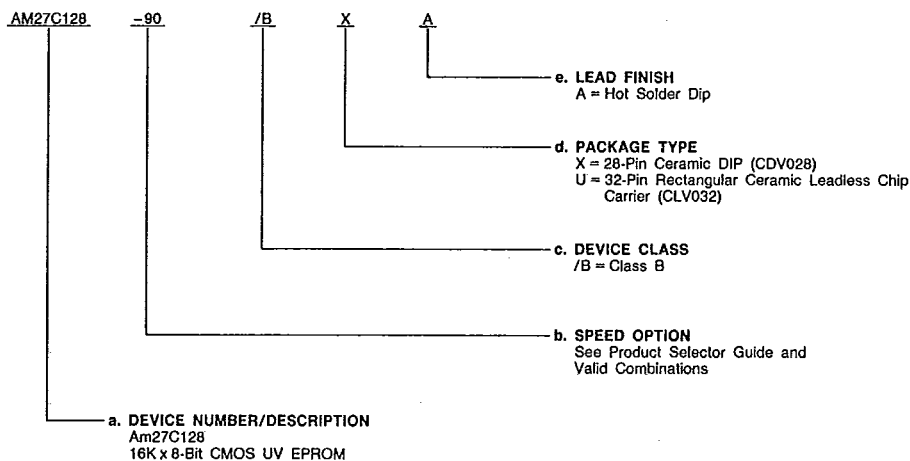 AM27C128 -90 /B X A
e. LEAD FINISH
A = Hot Solder Dip
d. PACKAGE TYPE
X = 28-Pin Ceramic DIP (CDV028)
U = 32-Pin Rectangular Ceramic Leadless Chip
Carrier (CLV032)
c. DEVICE CLASS
/B = Class B
b. SPEED OPTION
See Product Selector Guide and
Valid Combinations
a. DEVICE NUMBER/DESCRIPTION
Am27C128
16K x 8-Bit CMOS UV EPROM